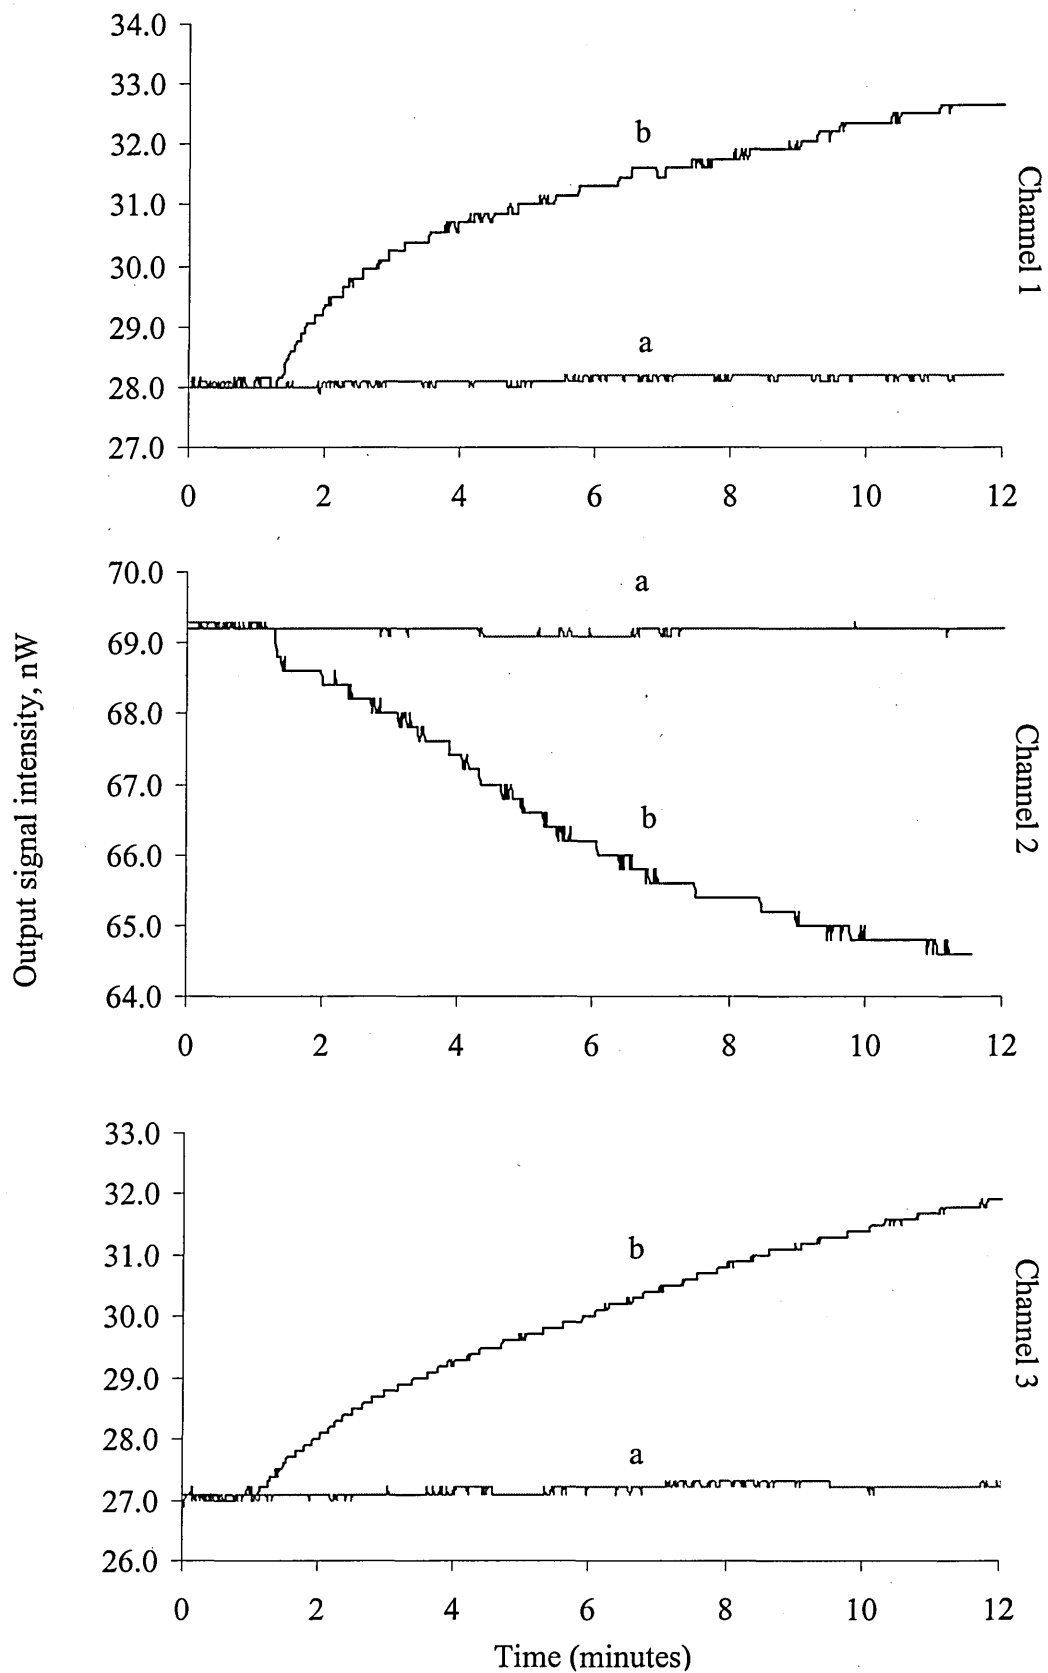 34.0
33.0
32.0
31.0
30.0
29.0
28.0
27.0
b
a
0 2 4 6 8 10 12
Channel 1
Output signal intensity, nW
70.0
69.0
68.0
67.0
66.0
65.0
64.0
a
b
0 2 4 6 8 10 12
Channel 2
33.0
32.0
31.0
30.0
29.0
28.0
27.0
26.0
b
a
0 2 4 6 8 10 12
Channel 3
Time (minutes)